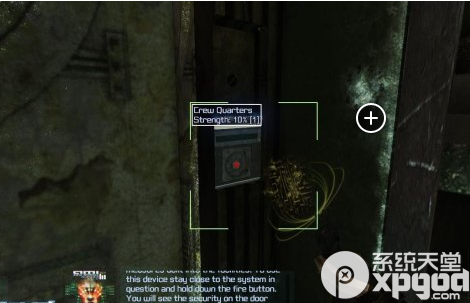 Crew Quarters
Strength: 10% [1]
measures built into the facilities. To use
this device stay close to the system in
question and hold down the fire button.
You will see the security on the door
系统天堂
xpgod
.com